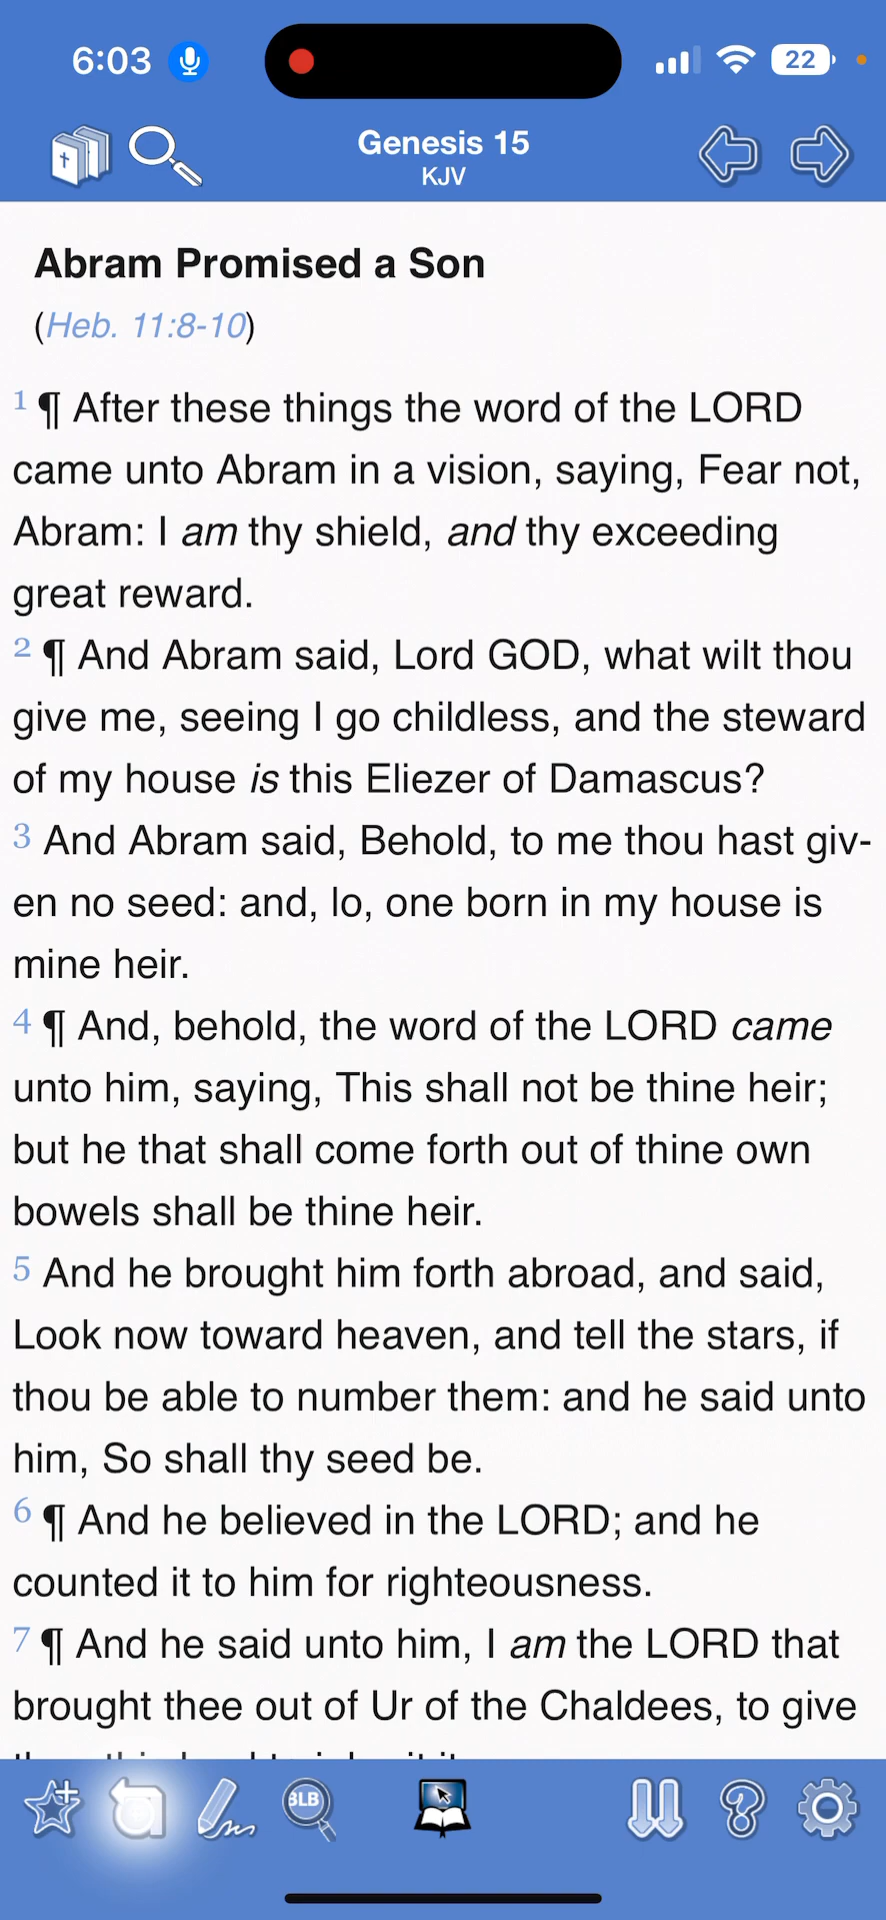 6:03
22
Genesis 15
KJV
Abram Promised a Son
(Heb. 11:8-10)
1 ¶ After these things the word of the LORD
came unto Abram in a vision, saying, Fear not,
Abram: I am thy shield, and thy exceeding
great reward.
2 ¶ And Abram said, Lord GOD, what wilt thou
give me, seeing I go childless, and the steward
of my house is this Eliezer of Damascus?
3 And Abram said, Behold, to me thou hast giv-
en no seed: and, lo, one born in my house is
mine heir.
4 ¶ And, behold, the word of the LORD came
unto him, saying, This shall not be thine heir;
but he that shall come forth out of thine own
bowels shall be thine heir.
5 And he brought him forth abroad, and said,
Look now toward heaven, and tell the stars, if
thou be able to number them: and he said unto
him, So shall thy seed be.
6 ¶ And he believed in the LORD; and he
counted it to him for righteousness.
7 ¶ And he said unto him, I am the LORD that
brought thee out of Ur of the Chaldees, to give
BLB